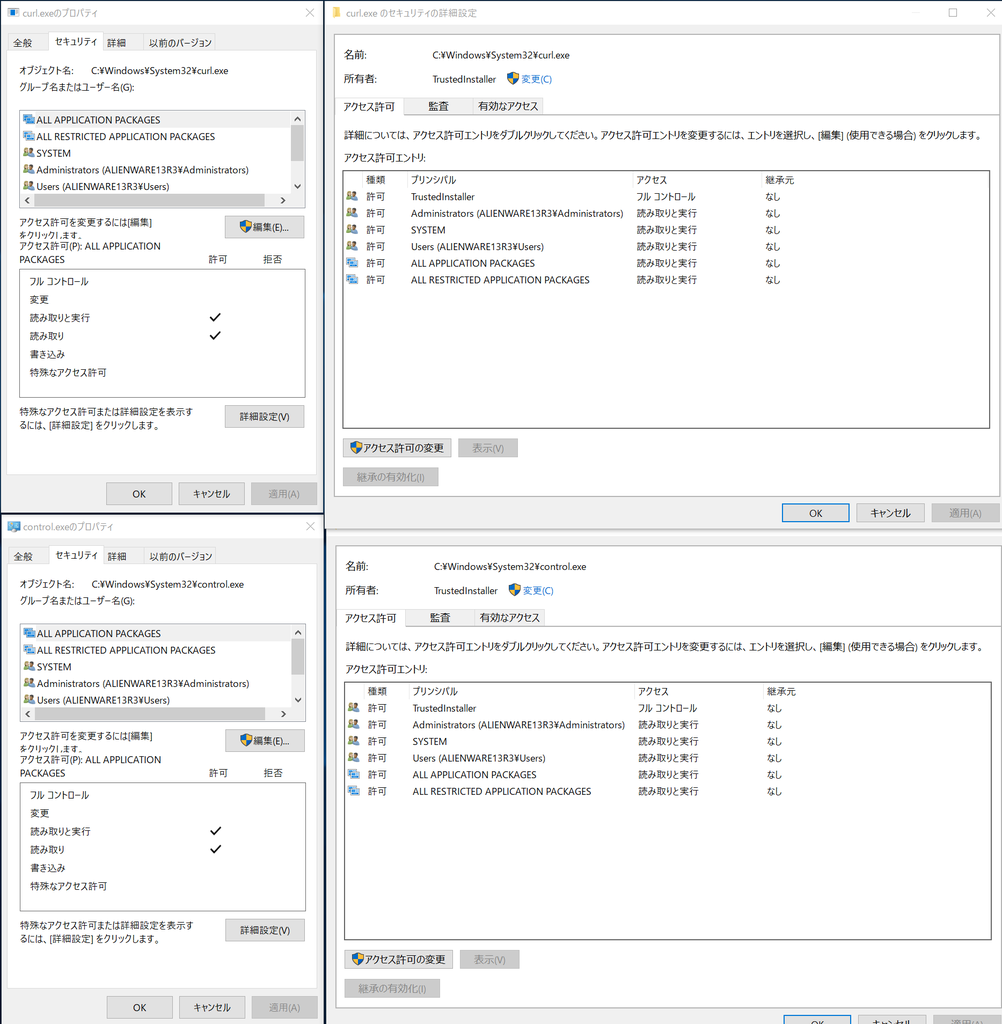 curl.exeのプロパティ
全般 セキュリティ 詳細 以前のバージョン
オブジェクト名: C:¥Windows¥System32¥curl.exe
グループ名またはユーザー名(G):
ALL APPLICATION PACKAGES
ALL RESTRICTED APPLICATION PACKAGES
SYSTEM
Administrators (ALIENWARE13R3¥Administrators)
Users (ALIENWARE13R3¥Users)
アクセス許可を変更するには[編集]
をクリックします。
編集(E)...
アクセス許可(P): ALL APPLICATION
PACKAGES 許可 拒否
フル コントロール
変更
読み取りと実行
読み取り
書き込み
特殊なアクセス許可
特殊なアクセス許可または詳細設定を表示す
るには、[詳細設定] をクリックします。
詳細設定(V)
OK キャンセル 適用(A)
curl.exe のセキュリティの詳細設定
名前: C:¥Windows¥System32¥curl.exe
所有者: TrustedInstaller 変更(C)
アクセス許可 監査 有効なアクセス
詳細については、アクセス許可エントリをダブルクリックしてください。アクセス許可エントリを変更するには、エントリを選択し、[編集] (使用できる場合) をクリックします。
アクセス許可エントリ:
種類 プリンシパル アクセス 継承元
許可 TrustedInstaller フル コントロール なし
許可 Administrators (ALIENWARE13R3¥Administrators) 読み取りと実行 なし
許可 SYSTEM 読み取りと実行 なし
許可 Users (ALIENWARE13R3¥Users) 読み取りと実行 なし
許可 ALL APPLICATION PACKAGES 読み取りと実行 なし
許可 ALL RESTRICTED APPLICATION PACKAGES 読み取りと実行 なし
アクセス許可の変更 表示(V)
継承の有効化(I)
OK キャンセル 適用(A)
control.exeのプロパティ
全般 セキュリティ 詳細 以前のバージョン
オブジェクト名: C:¥Windows¥System32¥control.exe
グループ名またはユーザー名(G):
ALL APPLICATION PACKAGES
ALL RESTRICTED APPLICATION PACKAGES
SYSTEM
Administrators (ALIENWARE13R3¥Administrators)
Users (ALIENWARE13R3¥Users)
アクセス許可を変更するには[編集]
をクリックします。
編集(E)...
アクセス許可(P): ALL APPLICATION
PACKAGES 許可 拒否
フル コントロール
変更
読み取りと実行
読み取り
書き込み
特殊なアクセス許可
特殊なアクセス許可または詳細設定を表示す
るには、[詳細設定] をクリックします。
詳細設定(V)
OK キャンセル 適用(A)
名前: C:¥Windows¥System32¥control.exe
所有者: TrustedInstaller 変更(C)
アクセス許可 監査 有効なアクセス
詳細については、アクセス許可エントリをダブルクリックしてください。アクセス許可エントリを変更するには、エントリを選択し、[編集] (使用できる場合) をクリックします。
アクセス許可エントリ:
種類 プリンシパル アクセス 継承元
許可 TrustedInstaller フル コントロール なし
許可 Administrators (ALIENWARE13R3¥Administrators) 読み取りと実行 なし
許可 SYSTEM 読み取りと実行 なし
許可 Users (ALIENWARE13R3¥Users) 読み取りと実行 なし
許可 ALL APPLICATION PACKAGES 読み取りと実行 なし
許可 ALL RESTRICTED APPLICATION PACKAGES 読み取りと実行 なし
アクセス許可の変更 表示(V)
継承の有効化(I)
OK キャンセル 適用(A)